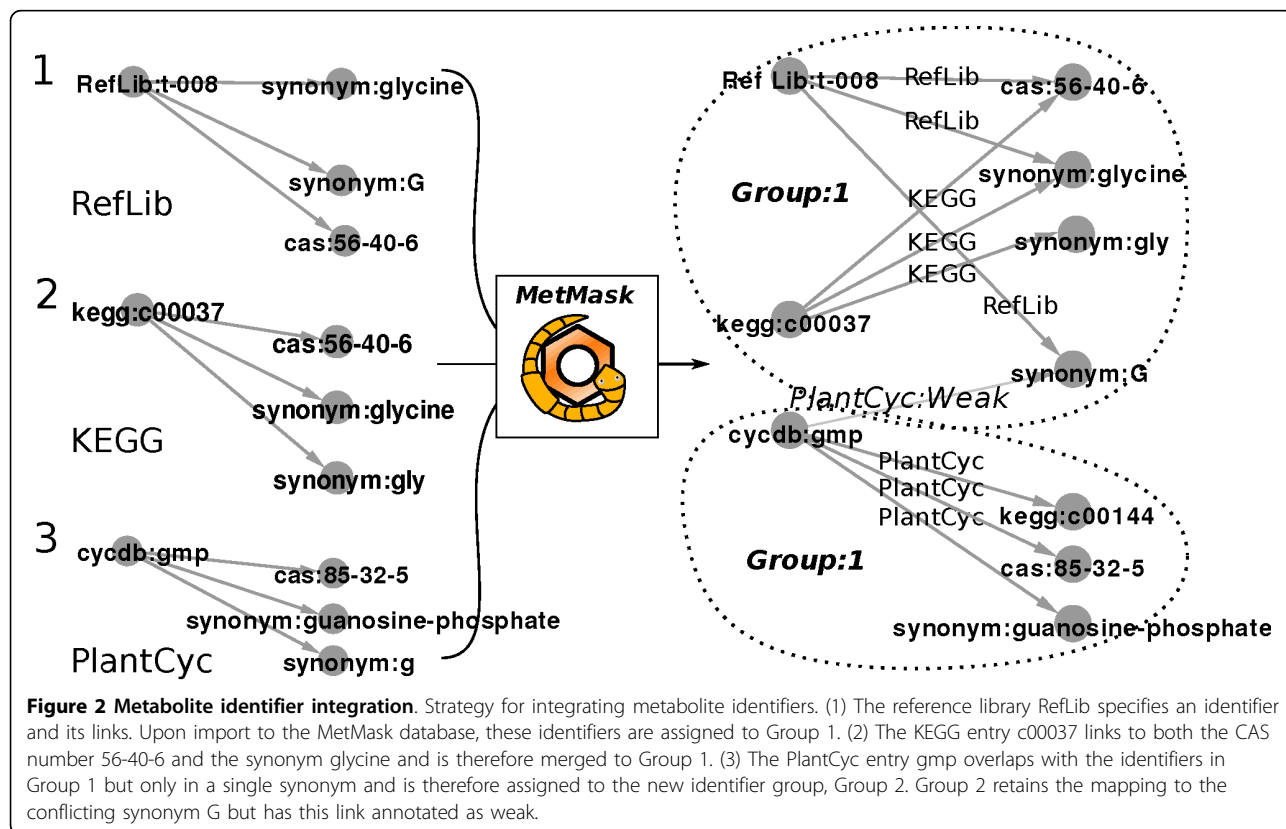 1
RefLib:t-008
synonym:glycine
synonym:G
RefLib
cas:56-40-6
2
kegg:c00037
cas:56-40-6
synonym:glycine
KEGG
synonym:gly
3
cycdb:gmp
cas:85-32-5
synonym:guanosine-phosphate
PlantCyc
synonym:g
MetMask
Ref Lib:t-008
RefLib
cas:56-40-6
RefLib
synonym:glycine
Group:1
KEGG
KEGG
synonym:gly
KEGG
RefLib
kegg:c00037
synonym:G
PlantCyc:Weak
cycdb:gmp
PlantCyc
PlantCyc
PlantCyc
kegg:c00144
Group:1
cas:85-32-5
synonym:guanosine-phosphate
Figure 2 Metabolite identifier integration. Strategy for integrating metabolite identifiers. (1) The reference library RefLib specifies an identifier
and its links. Upon import to the MetMask database, these identifiers are assigned to Group 1. (2) The KEGG entry c00037 links to both the CAS
number 56-40-6 and the synonym glycine and is therefore merged to Group 1. (3) The PlantCyc entry gmp overlaps with the identifiers in
Group 1 but only in a single synonym and is therefore assigned to the new identifier group, Group 2. Group 2 retains the mapping to the
conflicting synonym G but has this link annotated as weak.